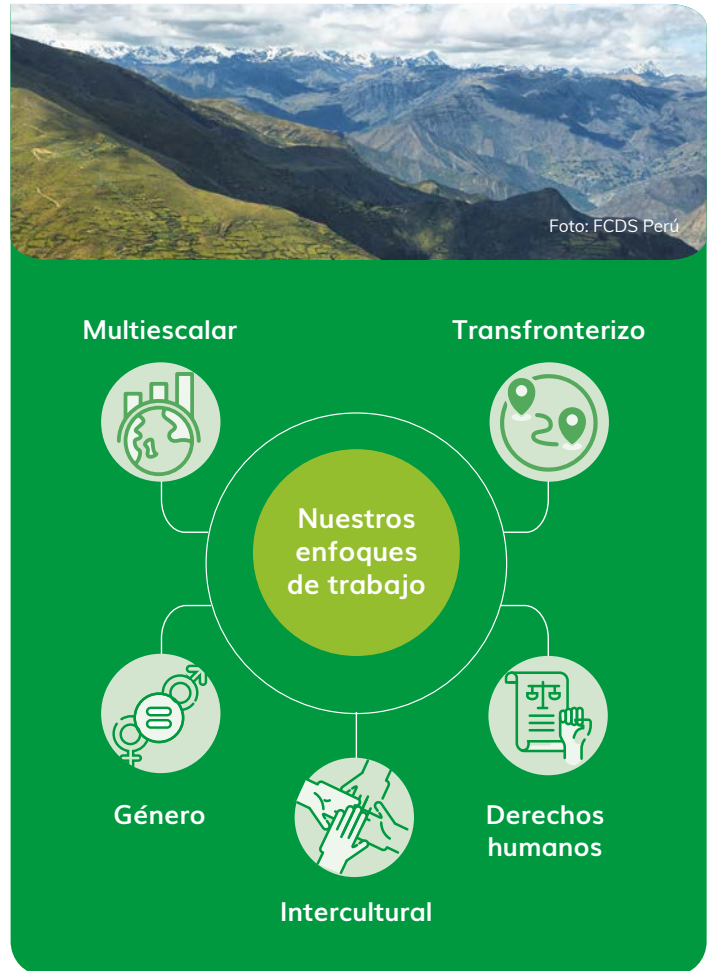 Foto: FCDS Perú
Multiescalar
Transfronterizo
Nuestros
enfoques
de trabajo
Género
Derechos
humanos
Intercultural